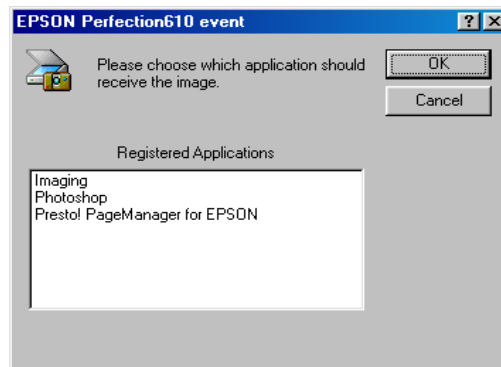 EPSON Perfection610 event
Please choose which application should
receive the image.
OK
Cancel
Registered Applications
Imaging
Photoshop
Presto! PageManager for EPSON